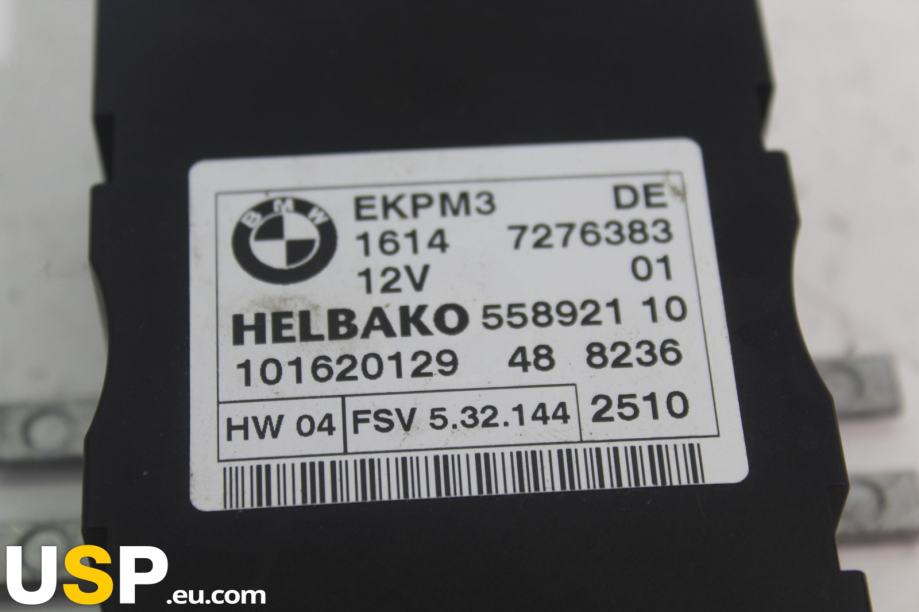 BMW
EKPM3 DE
1614 7276383
12V 01
HELBAKO 558921 10
101620129 48 8236
HW 04 FSV 5.32.144 2510
USP.eu.com